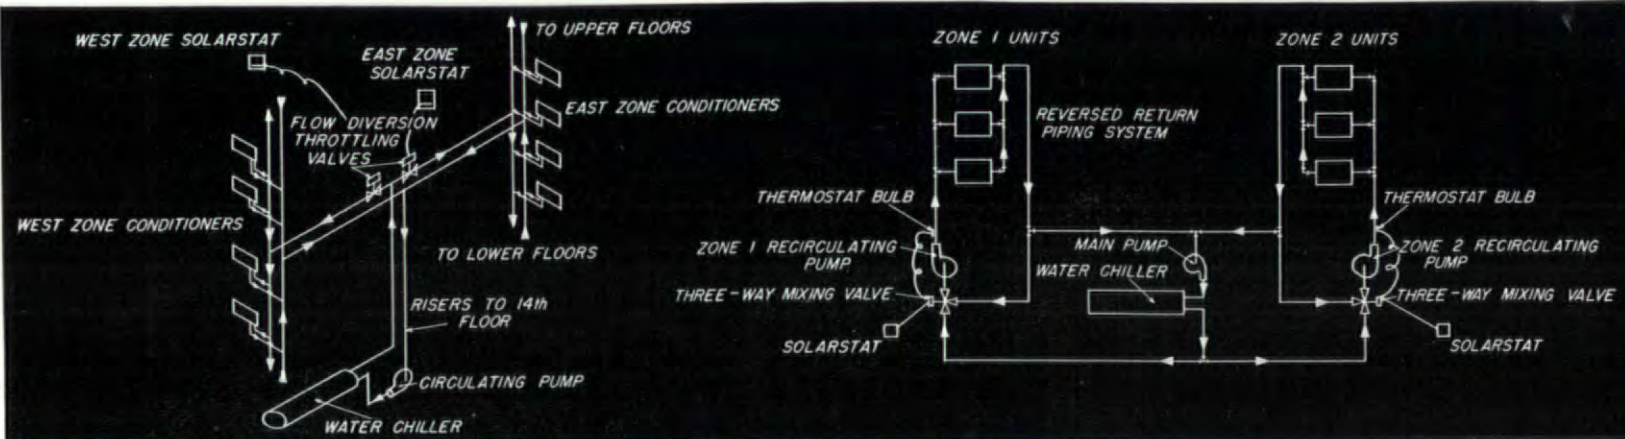 WEST ZONE SOLARSTAT
EAST ZONE
SOLARSTAT
TO UPPER FLOORS
FLOW DIVERSION
THROTTLING
VALVES
EAST ZONE CONDITIONERS
WEST ZONE CONDITIONERS
TO LOWER FLOORS
RISERS TO 14th
FLOOR
CIRCULATING PUMP
WATER CHILLER
ZONE 1 UNITS
ZONE 2 UNITS
REVERSED RETURN
PIPING SYSTEM
THERMOSTAT BULB
THERMOSTAT BULB
ZONE 1 RECIRCULATING
PUMP
MAIN PUMP
ZONE 2 RECIRCULATING
PUMP
WATER CHILLER
THREE-WAY MIXING VALVE
THREE-WAY MIXING VALVE
SOLARSTAT
SOLARSTAT